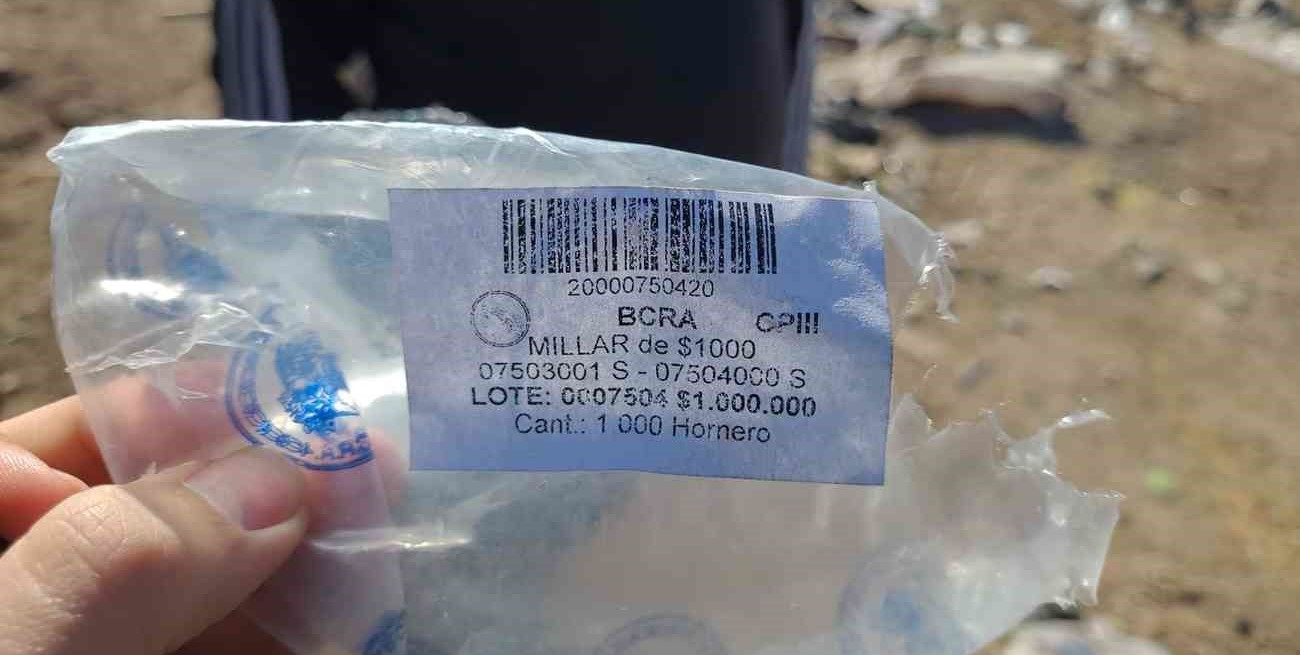 20000750420
BCRA CPIII
MILLAR de $1000
07503001 S - 07504000 S
LOTE: 0007504 $1.000.000
Cant.: 1 000 Hornero